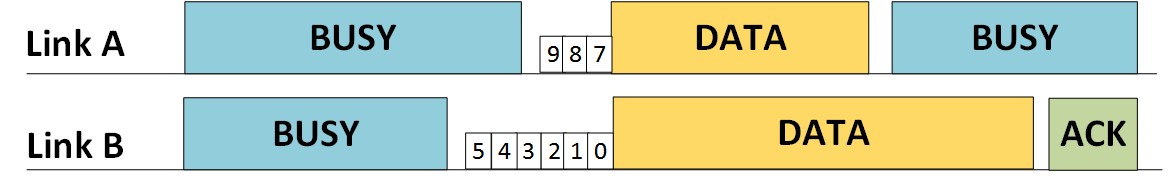 Link A BUSY 9 8 7 DATA BUSY
Link B BUSY 5 4 3 2 1 0 DATA ACK